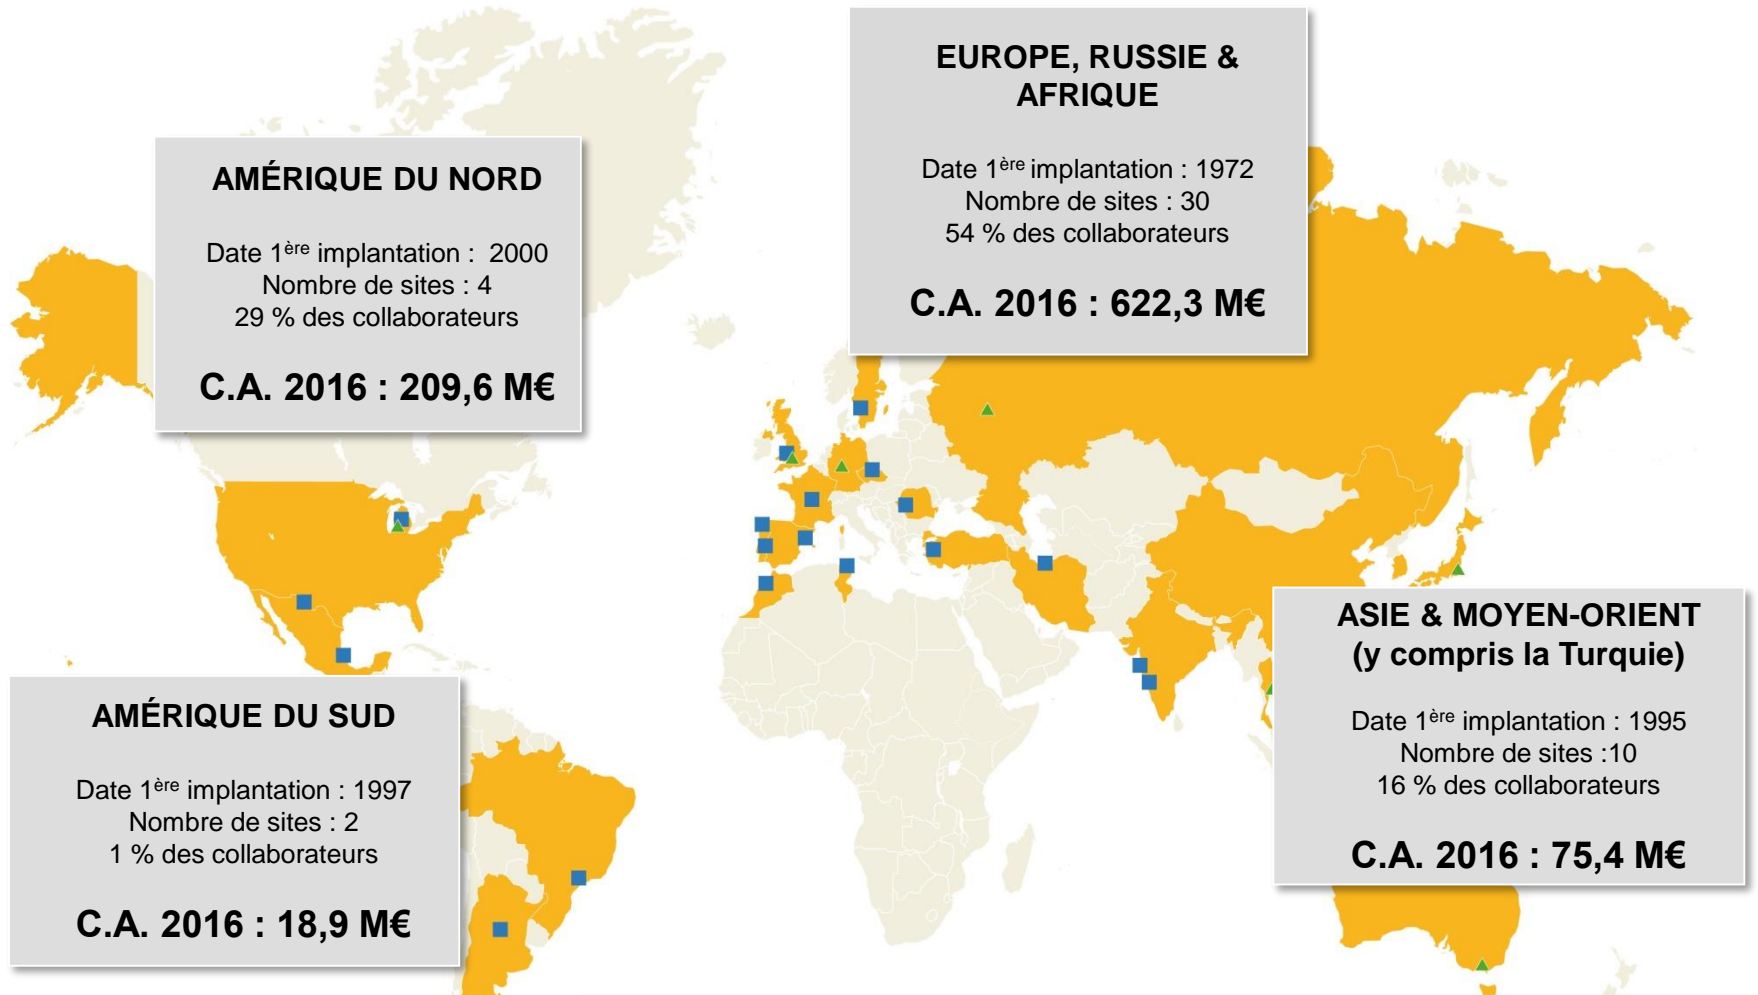 EUROPE, RUSSIE &
AFRIQUE
Date 1ère implantation : 1972
Nombre de sites : 30
54 % des collaborateurs
C.A. 2016 : 622,3 M€
AMÉRIQUE DU NORD
Date 1ère implantation : 2000
Nombre de sites : 4
29 % des collaborateurs
C.A. 2016 : 209,6 M€
ASIE & MOYEN-ORIENT
(y compris la Turquie)
Date 1ère implantation : 1995
Nombre de sites :10
16 % des collaborateurs
C.A. 2016 : 75,4 M€
AMÉRIQUE DU SUD
Date 1ère implantation : 1997
Nombre de sites : 2
1 % des collaborateurs
C.A. 2016 : 18,9 M€